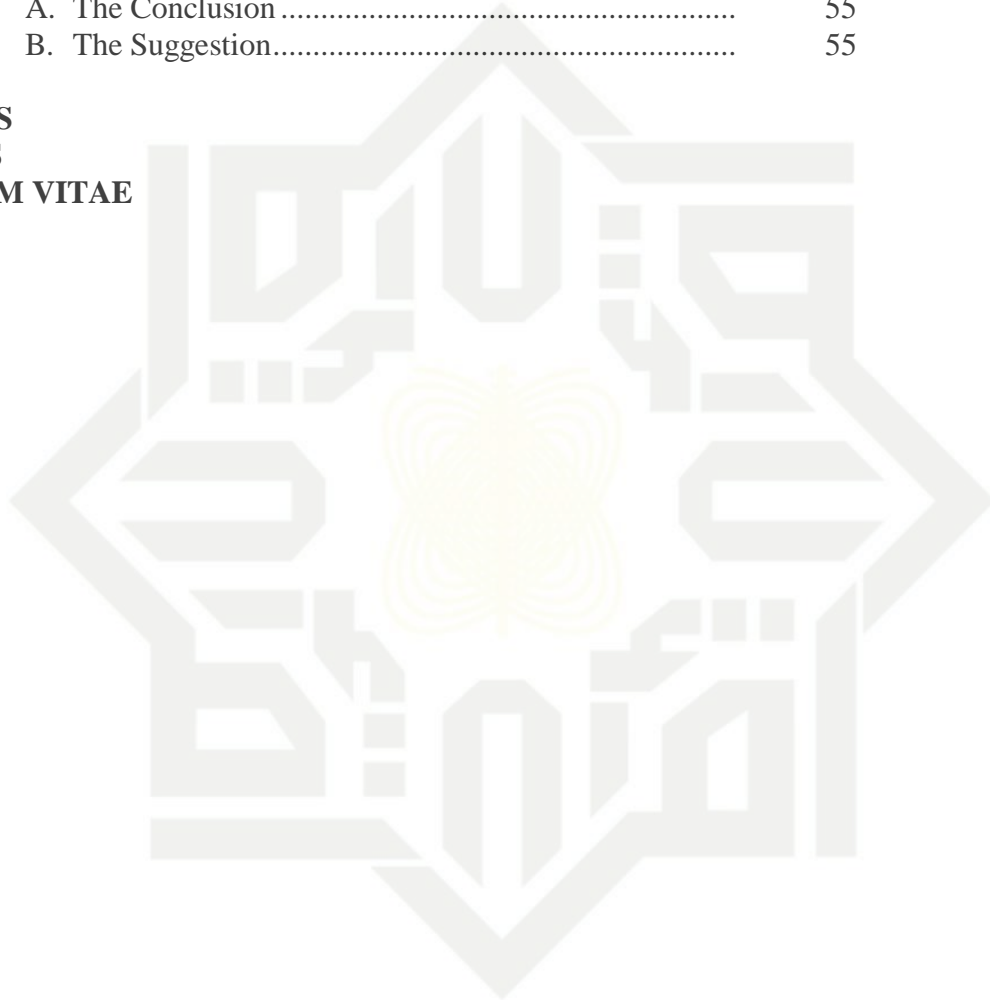 A. The Conclusion ........................................................ 55
B. The Suggestion......................................................... 55
S
S
M VITAE